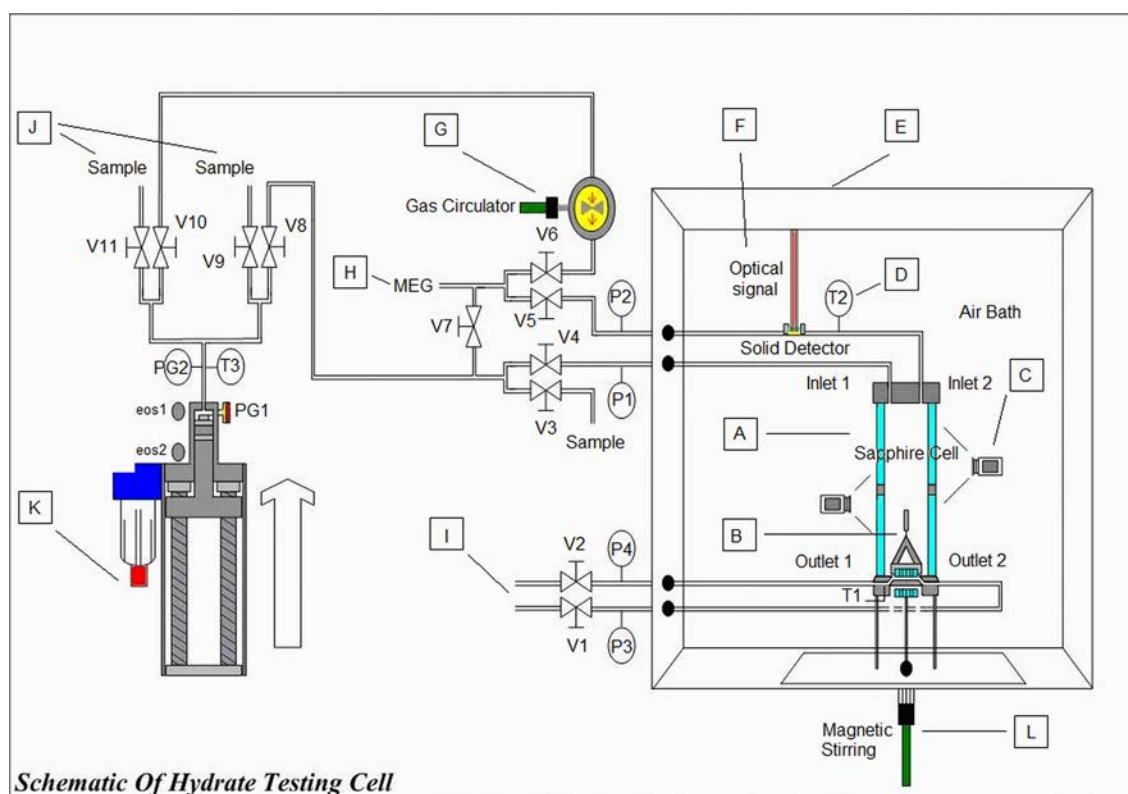 J
Sample
Sample
V11
V10
V9
V8
G
Gas Circulator
V6
F
E
H
MEG
V5
V7
P2
Optical
signal
Solid Detector
D
T2
Air Bath
V4
P1
V3
Sample
PG2
T3
eos1
PG1
eos2
K
Inlet 1
Inlet 2
C
A
Sapphire Cell
B
I
V2
P4
V1
P3
Outlet 1
Outlet 2
T1
Magnetic
Stirring
L
Schematic Of Hydrate Testing Cell